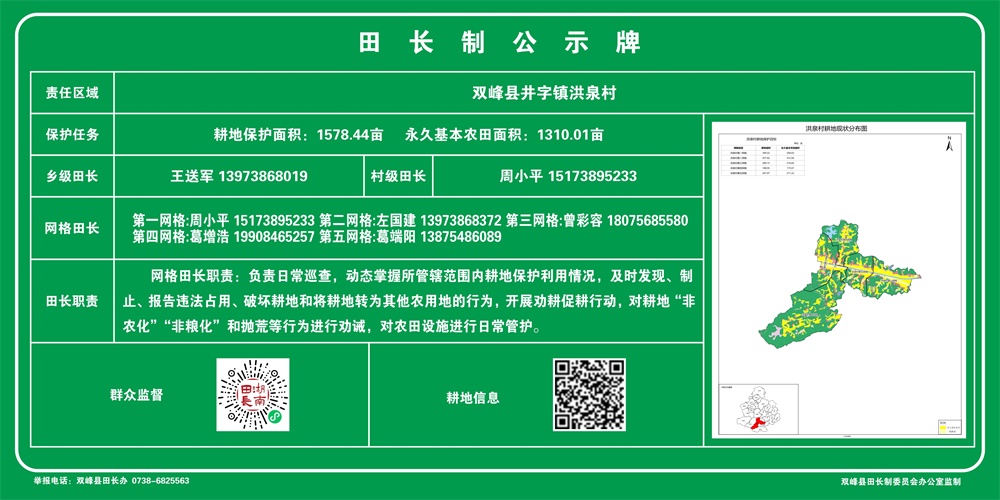 田长制公示牌
责任区域
双峰县井字镇洪泉村
保护任务
耕地保护面积：1578.44亩 永久基本农田面积：1310.01亩
乡级田长
王送军 13973868019
村级田长
周小平 15173895233
网格田长
第一网格:周小平 15173895233 第二网格:左国建 13973868372 第三网格:曾彩容 18075685580
第四网格:葛增浩 19908465257 第五网格:葛端阳 13875486089
田长职责
网格田长职责：负责日常巡查，动态掌握所管辖范围内耕地保护利用情况，及时发现、制
止、报告违法占用、破坏耕地和将耕地转为其他农用地的行为，开展劝耕促耕行动，对耕地“非
农化”“非粮化”和抛荒等行为进行劝诫，对农田设施进行日常管护。
群众监督
湖南田长
耕地信息
洪泉村耕地现状分布图
N
举报电话：双峰县田长办 0738-6825563
双峰县田长制委员会办公室监制